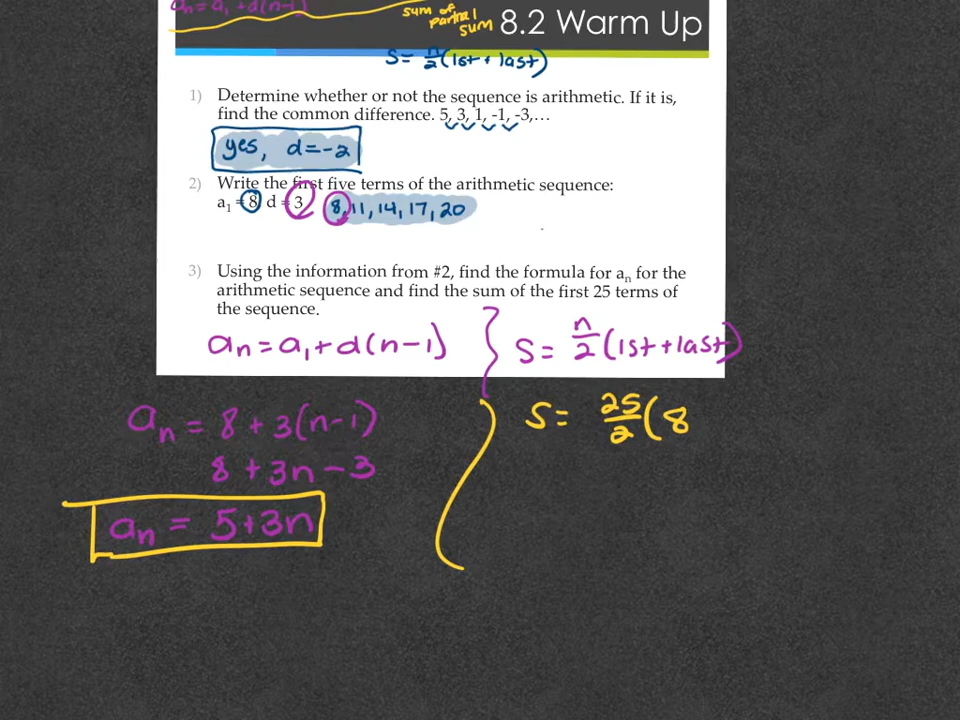 an = a1 + d(n-1)
sum of
partial
sum
8.2 Warm Up
S = n/2 (1st + last)
1) Determine whether or not the sequence is arithmetic. If it is,
find the common difference. 5, 3, 1, -1, -3,…
yes, d = -2
2) Write the first five terms of the arithmetic sequence:
a1 = 8, d = 3 8, 11, 14, 17, 20
3) Using the information from #2, find the formula for an for the
arithmetic sequence and find the sum of the first 25 terms of
the sequence.
an = a1 + d(n-1) S = n/2 (1st + last)
an = 8 + 3(n-1) S = 25/2 (8
8 + 3n - 3
an = 5 + 3n